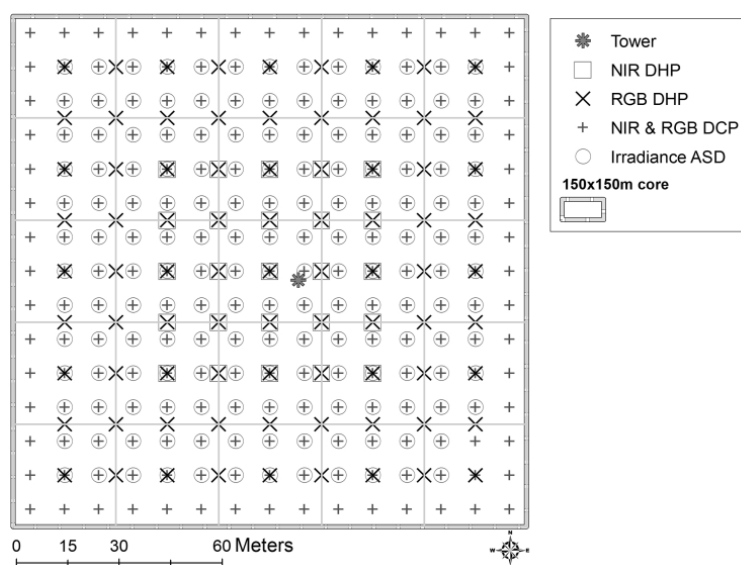 Tower
NIR DHP
RGB DHP
NIR & RGB DCP
Irradiance ASD
150x150m core
0 15 30 60 Meters
N
W E
S